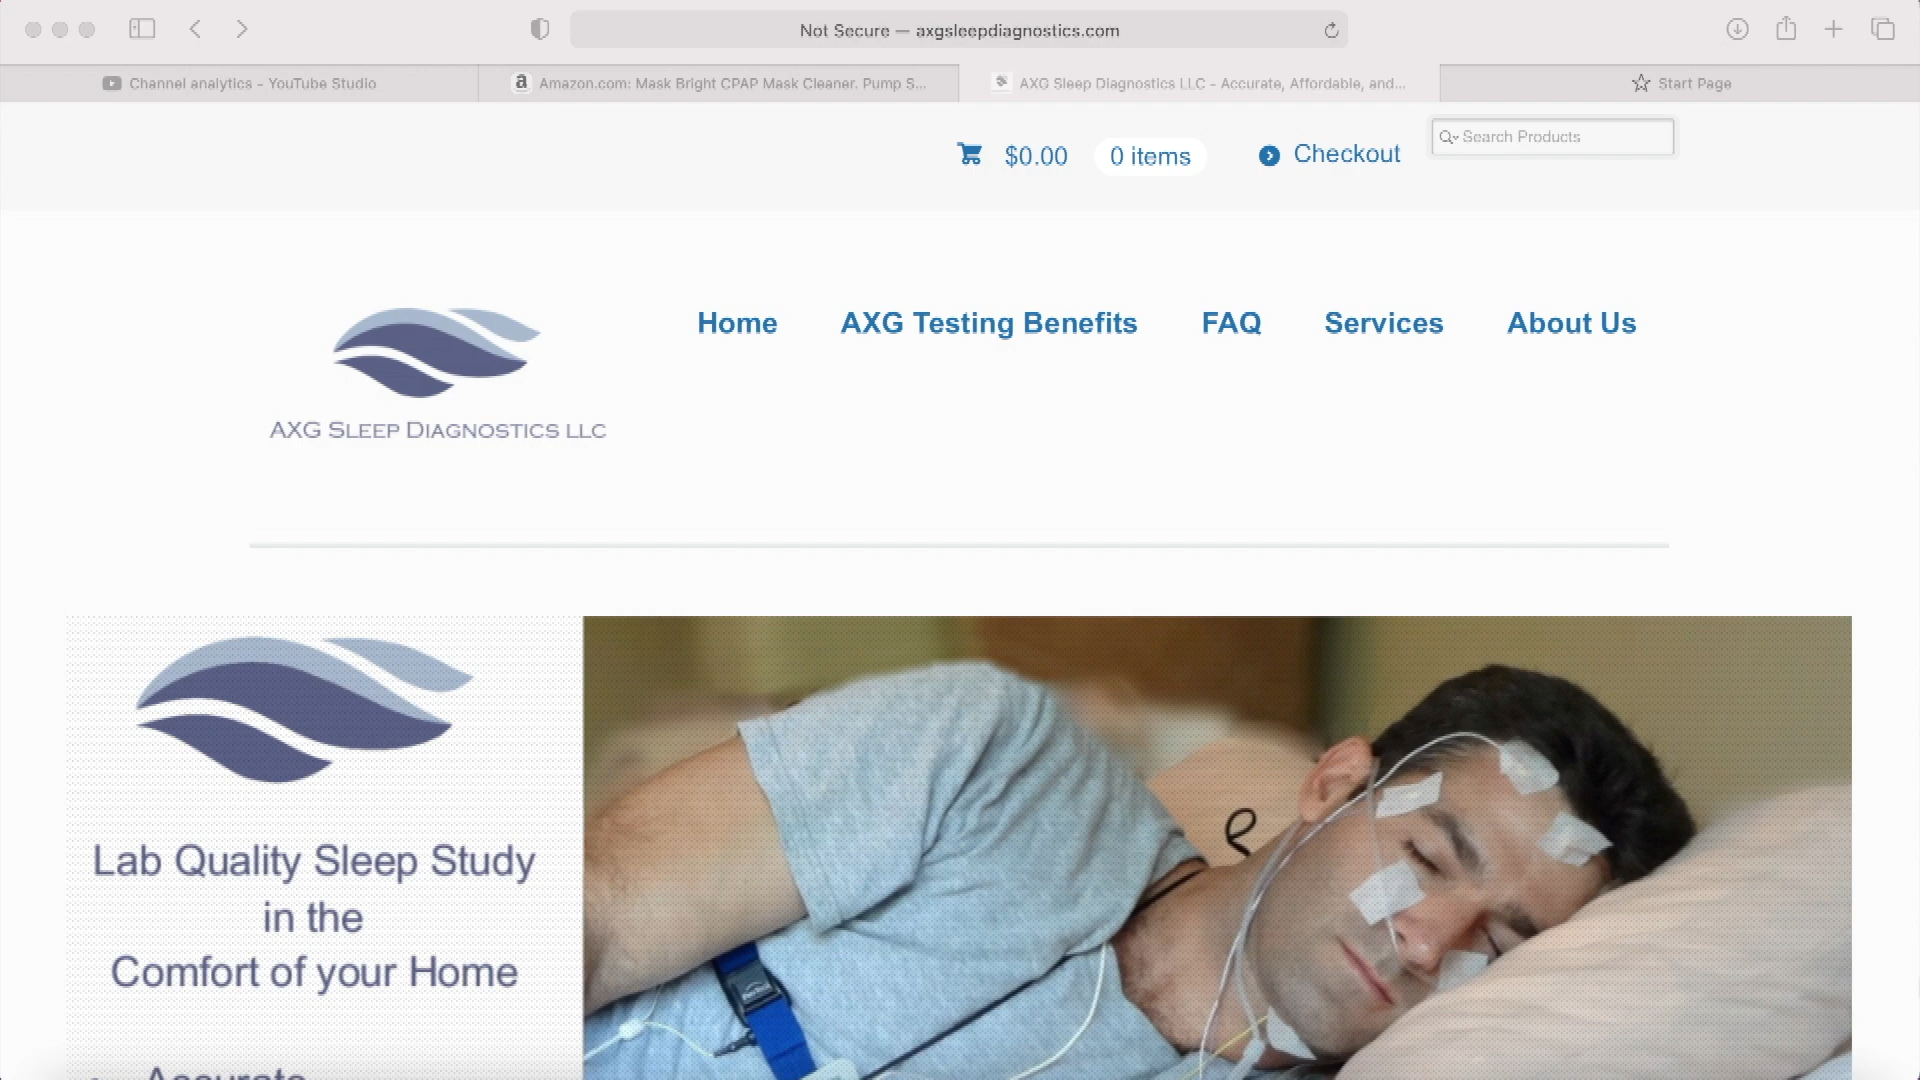 Not Secure — axgsleepdiagnostics.com
Channel analytics - YouTube Studio
Amazon.com: Mask Bright CPAP Mask Cleaner. Pump S...
AXG Sleep Diagnostics LLC - Accurate, Affordable, and...
Start Page
$0.00
0 items
Checkout
Search Products
Home
AXG Testing Benefits
FAQ
Services
About Us
AXG SLEEP DIAGNOSTICS LLC
Lab Quality Sleep Study
in the
Comfort of your Home
Accurate